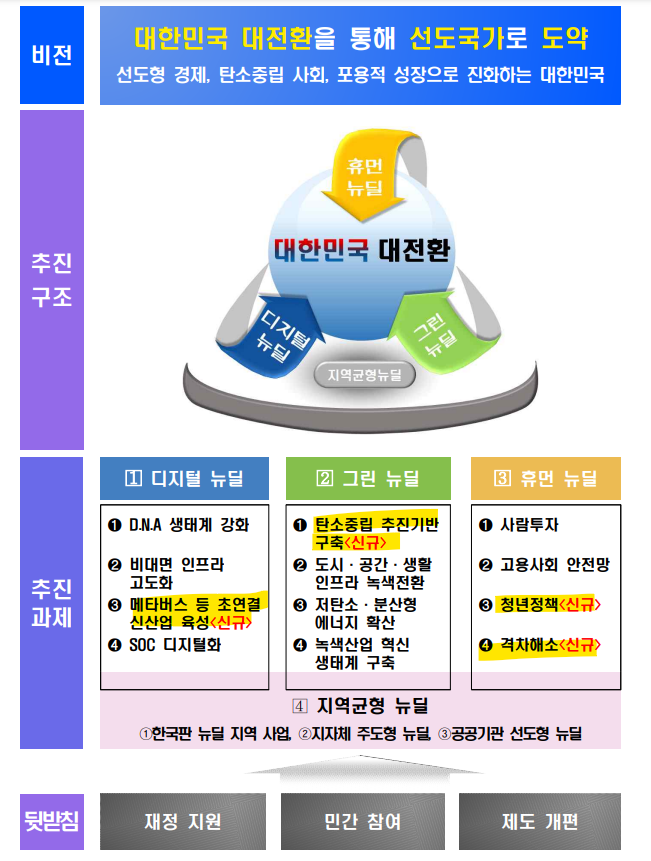 비전
대한민국 대전환을 통해 선도국가로 도약
선도형 경제, 탄소중립 사회, 포용적 성장으로 진화하는 대한민국
추진
구조
휴먼
뉴딜
대한민국 대전환
디지털
뉴딜
그린
뉴딜
지역균형뉴딜
추진
과제
1 디지털 뉴딜
❶ D.N.A 생태계 강화
❷ 비대면 인프라
고도화
❸ 메타버스 등 초연결
신산업 육성<신규>
❹ SOC 디지털화
2 그린 뉴딜
❶ 탄소중립 추진기반
구축<신규>
❷ 도시·공간·생활
인프라 녹색전환
❸ 저탄소·분산형
에너지 확산
❹ 녹색산업 혁신
생태계 구축
3 휴먼 뉴딜
❶ 사람투자
❷ 고용사회 안전망
❸ 청년정책<신규>
❹ 격차해소<신규>
4 지역균형 뉴딜
①한국판 뉴딜 지역 사업, ②지자체 주도형 뉴딜, ③공공기관 선도형 뉴딜
뒷받침
재정 지원
민간 참여
제도 개편